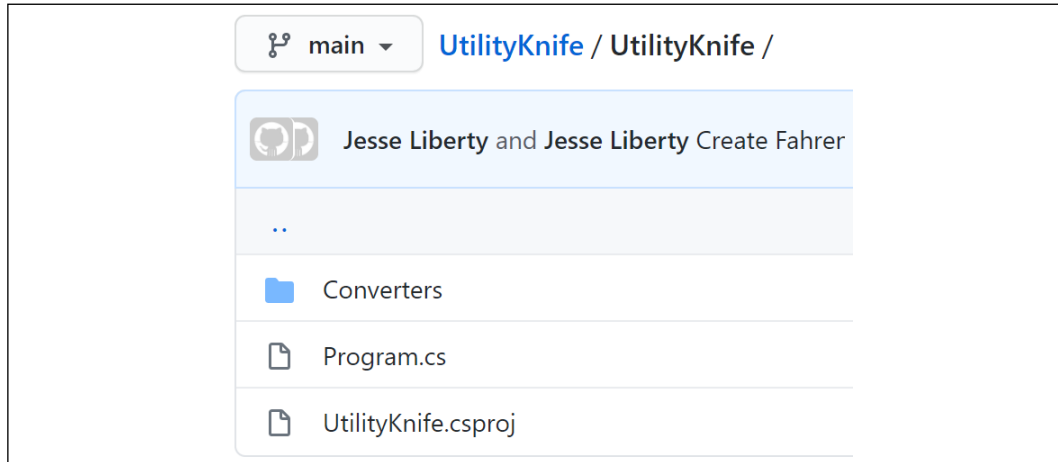 main UtilityKnife / UtilityKnife /
Jesse Liberty and Jesse Liberty Create Fahrer
..
Converters
Program.cs
UtilityKnife.csproj